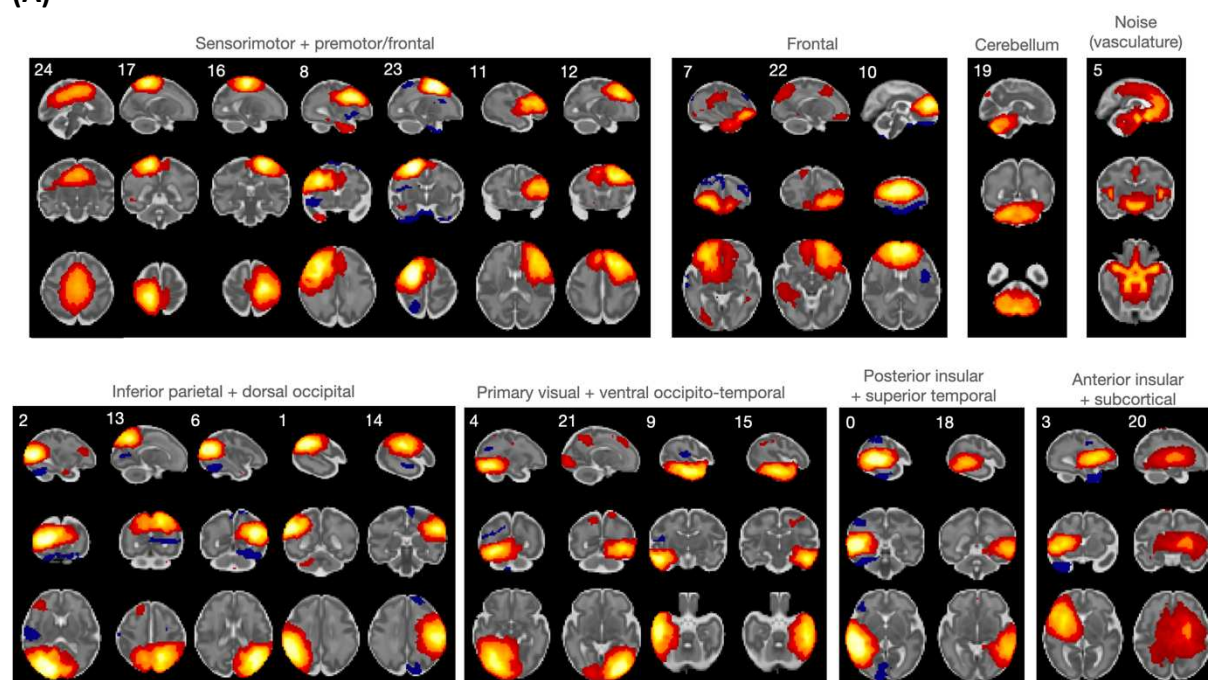 (A)
Sensorimotor + premotor/frontal
Frontal
Cerebellum
Noise
(vasculature)
24 17 16 8 23 11 12
7 22 10
19
5
Inferior parietal + dorsal occipital
Primary visual + ventral occipito-temporal
Posterior insular
+ superior temporal
Anterior insular
+ subcortical
2 13 6 1 14
4 21 9 15
0 18
3 20